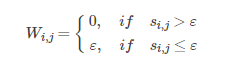 W_{i,j} = { 0, if s_{i,j} > ε
ε, if s_{i,j} ≤ ε